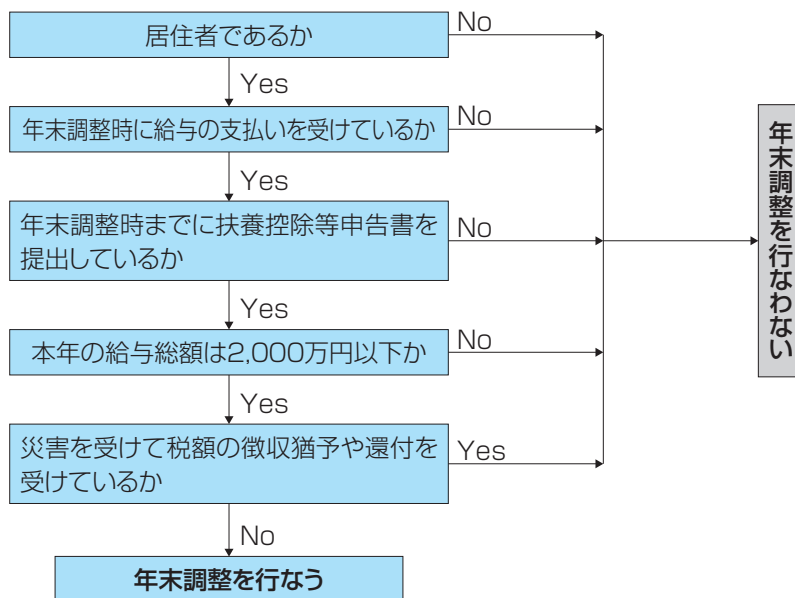 居住者であるか
No
Yes
年末調整時に給与の支払いを受けているか
No
Yes
年末調整時までに扶養控除等申告書を
提出しているか
No
Yes
本年の給与総額は2,000万円以下か
No
Yes
災害を受けて税額の徴収猶予や還付を
受けているか
Yes
No
年末調整を行なう
年末調整を行なわない